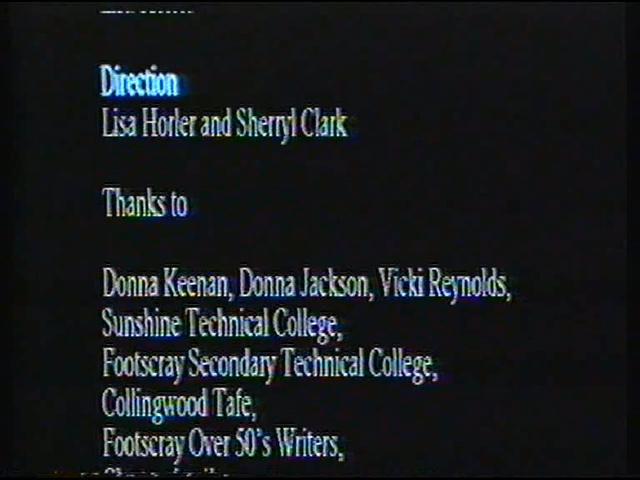 Direction
Lisa Horler and Sherryl Clark
Thanks to
Donna Keenan, Donna Jackson, Vicki Reynolds,
Sunshine Technical College,
Footscray Secondary Technical College,
Collingwood Tafe,
Footscray Over 50's Writers,